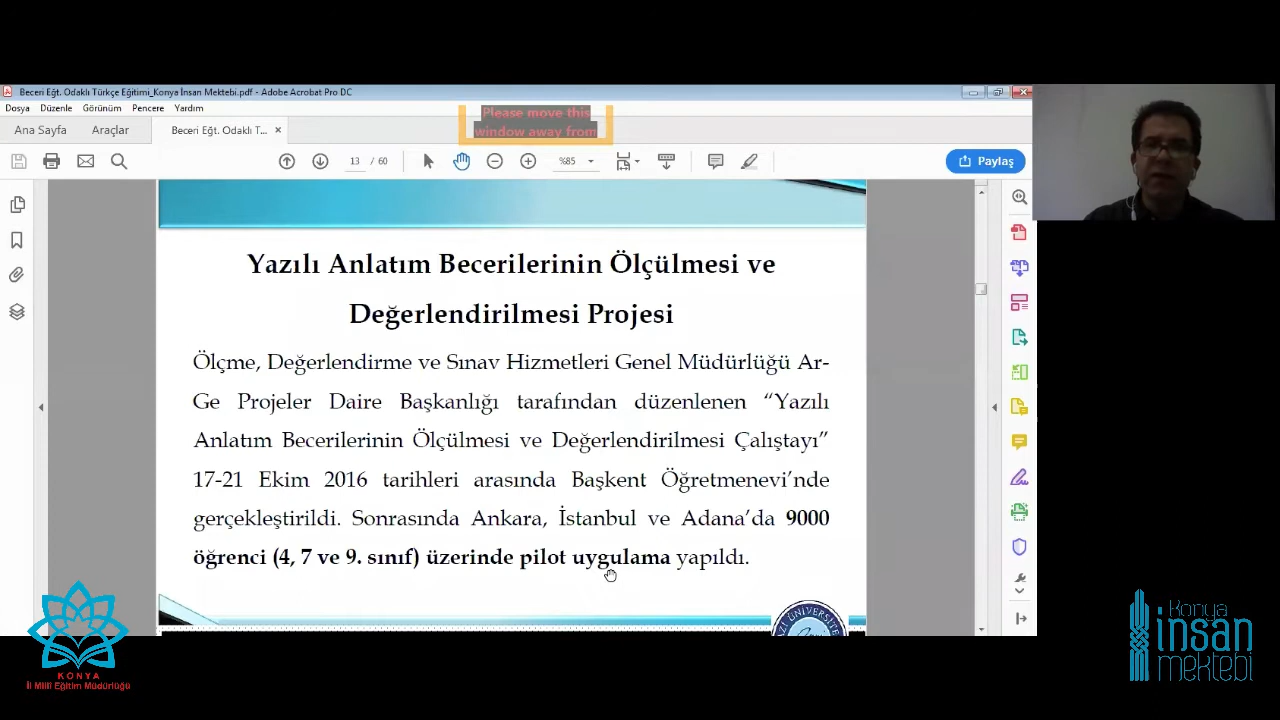 Beceri Eğt. Odaklı Türkçe Eğitimi_Konya İnsan Mektebi.pdf - Adobe Acrobat Pro DC
Dosya Düzenle Görünüm Pencere Yardım
Please move this
window away from
Ana Sayfa Araçlar Beceri Eğt. Odaklı T...
13 / 60 %85 Paylaş
Yazılı Anlatım Becerilerinin Ölçülmesi ve
Değerlendirilmesi Projesi
Ölçme, Değerlendirme ve Sınav Hizmetleri Genel Müdürlüğü Ar-
Ge Projeler Daire Başkanlığı tarafından düzenlenen “Yazılı
Anlatım Becerilerinin Ölçülmesi ve Değerlendirilmesi Çalıştayı”
17-21 Ekim 2016 tarihleri arasında Başkent Öğretmenevi’nde
gerçekleştirildi. Sonrasında Ankara, İstanbul ve Adana’da 9000
öğrenci (4, 7 ve 9. sınıf) üzerinde pilot uygulama yapıldı.
KONYA
İl Millî Eğitim Müdürlüğü
Konya
insan
mektebi